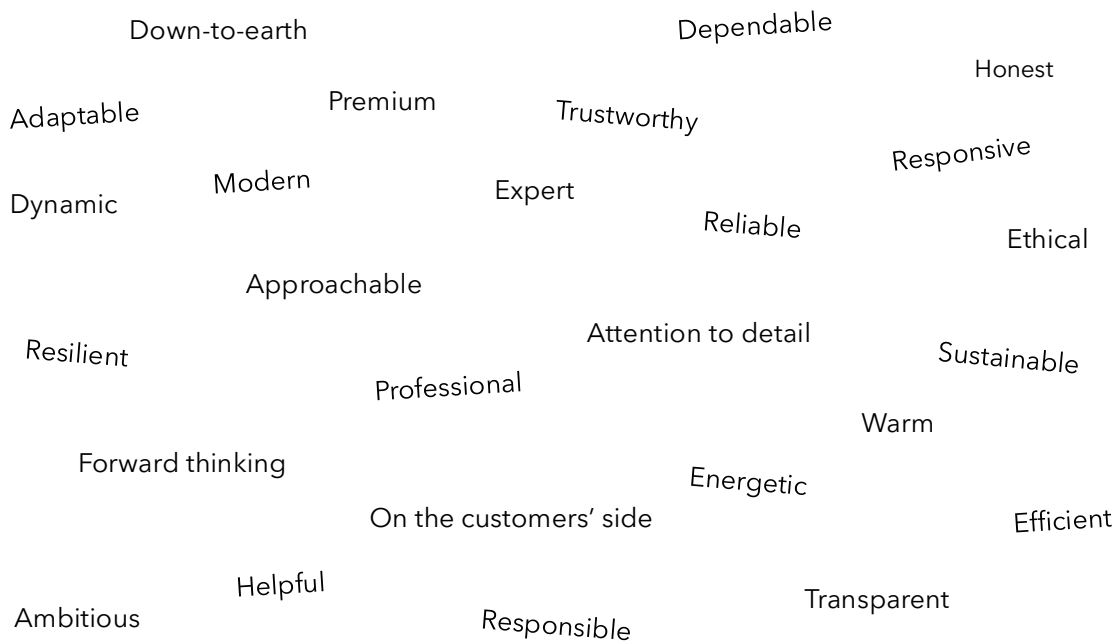 Down-to-earth
Dependable
Honest
Adaptable
Premium
Trustworthy
Responsive
Modern
Dynamic
Expert
Reliable
Ethical
Approachable
Attention to detail
Resilient
Sustainable
Professional
Warm
Forward thinking
Energetic
On the customers’ side
Efficient
Helpful
Transparent
Ambitious
Responsible